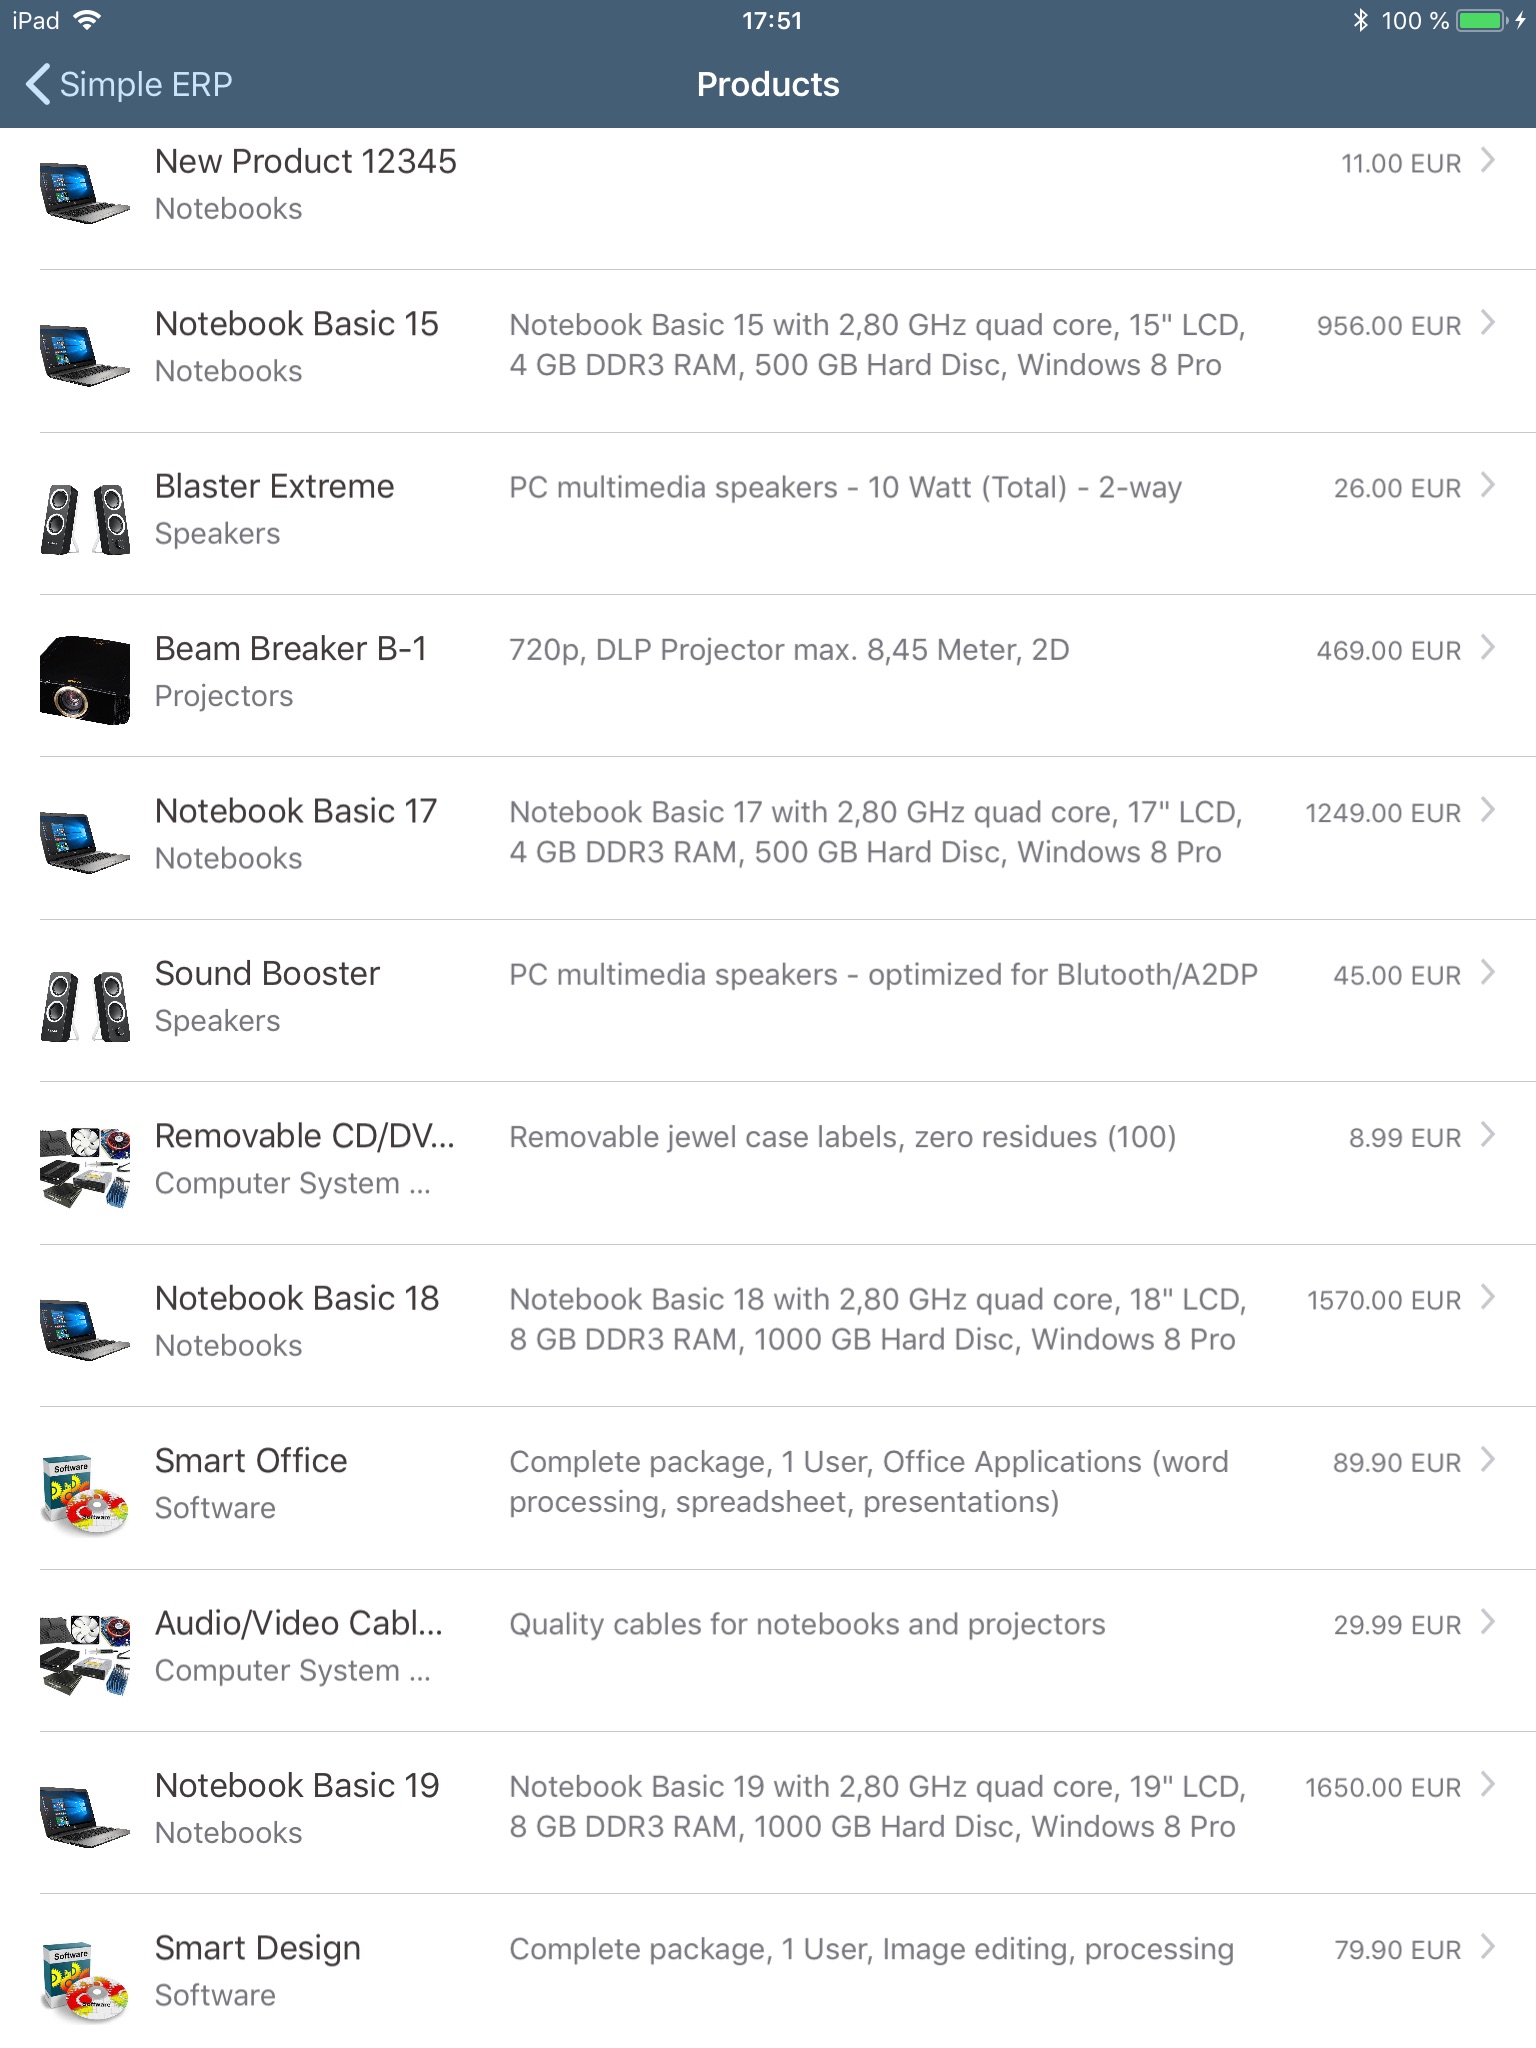 iPad
17:51
100 %
Simple ERP
Products
New Product 12345
11.00 EUR
Notebooks
Notebook Basic 15
Notebook Basic 15 with 2,80 GHz quad core, 15" LCD,
956.00 EUR
Notebooks
4 GB DDR3 RAM, 500 GB Hard Disc, Windows 8 Pro
Blaster Extreme
PC multimedia speakers - 10 Watt (Total) - 2-way
26.00 EUR
Speakers
Beam Breaker B-1
720p, DLP Projector max. 8,45 Meter, 2D
469.00 EUR
Projectors
Notebook Basic 17
Notebook Basic 17 with 2,80 GHz quad core, 17" LCD,
1249.00 EUR
Notebooks
4 GB DDR3 RAM, 500 GB Hard Disc, Windows 8 Pro
Sound Booster
PC multimedia speakers - optimized for Blutooth/A2DP
45.00 EUR
Speakers
Removable CD/DV...
Removable jewel case labels, zero residues (100)
8.99 EUR
Computer System ...
Notebook Basic 18
Notebook Basic 18 with 2,80 GHz quad core, 18" LCD,
1570.00 EUR
Notebooks
8 GB DDR3 RAM, 1000 GB Hard Disc, Windows 8 Pro
Software
Software
Smart Office
Complete package, 1 User, Office Applications (word
89.90 EUR
Software
processing, spreadsheet, presentations)
Audio/Video Cabl...
Quality cables for notebooks and projectors
29.99 EUR
Computer System ...
Notebook Basic 19
Notebook Basic 19 with 2,80 GHz quad core, 19" LCD,
1650.00 EUR
Notebooks
8 GB DDR3 RAM, 1000 GB Hard Disc, Windows 8 Pro
Software
Software
Smart Design
Complete package, 1 User, Image editing, processing
79.90 EUR
Software